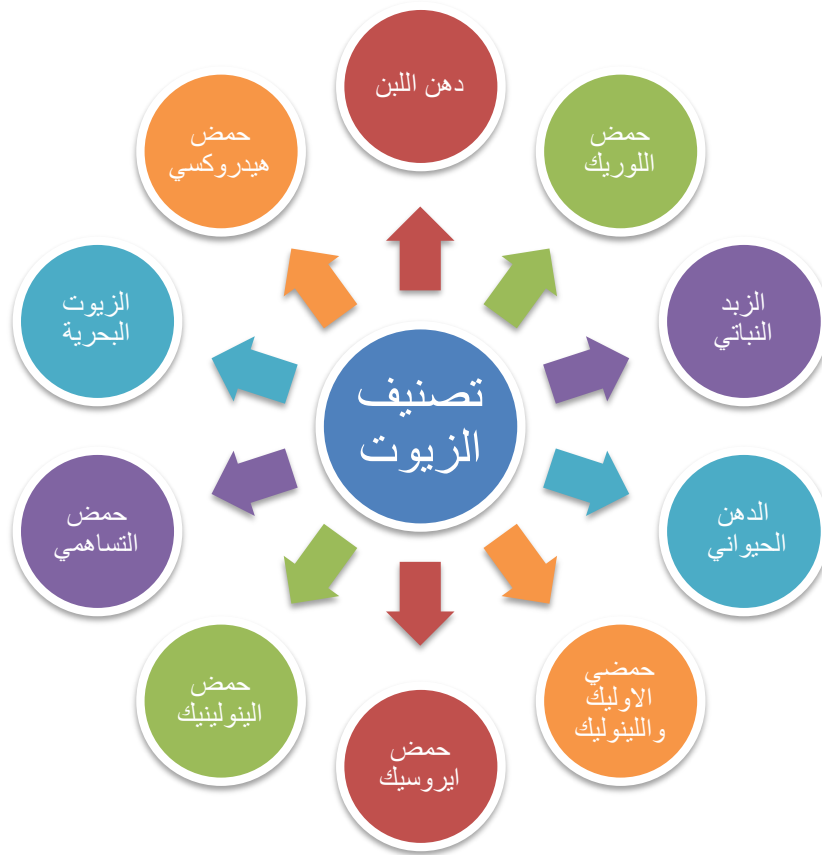 تصنيف
الزيوت
دهن اللبن
حمض
اللوريك
الزبد
النباتي
الدهن
الحيواني
حمضي
الاوليك
واللينوليك
حمض
ايروسيك
حمض
الينولينيك
حمض
التساهمي
الزيوت
البحرية
حمض
هيدروكسي